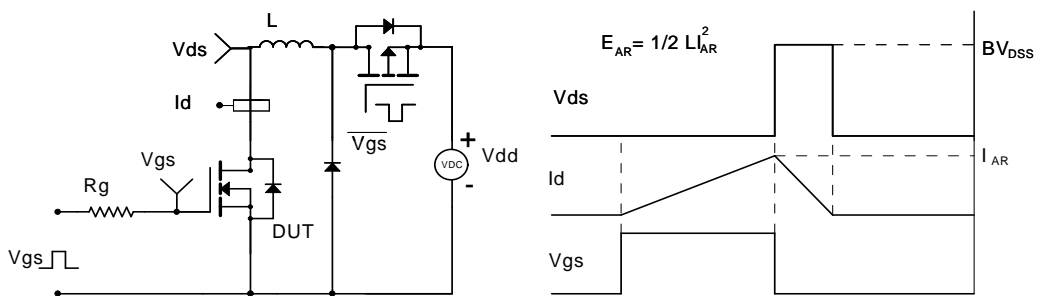 L
Vds
Id
Vgs
Rg
DUT
Vgs
Vgs
+
VDC
-
Vdd
E_AR= 1/2 LI²_AR
BV_DSS
Vds
I_AR
Id
Vgs